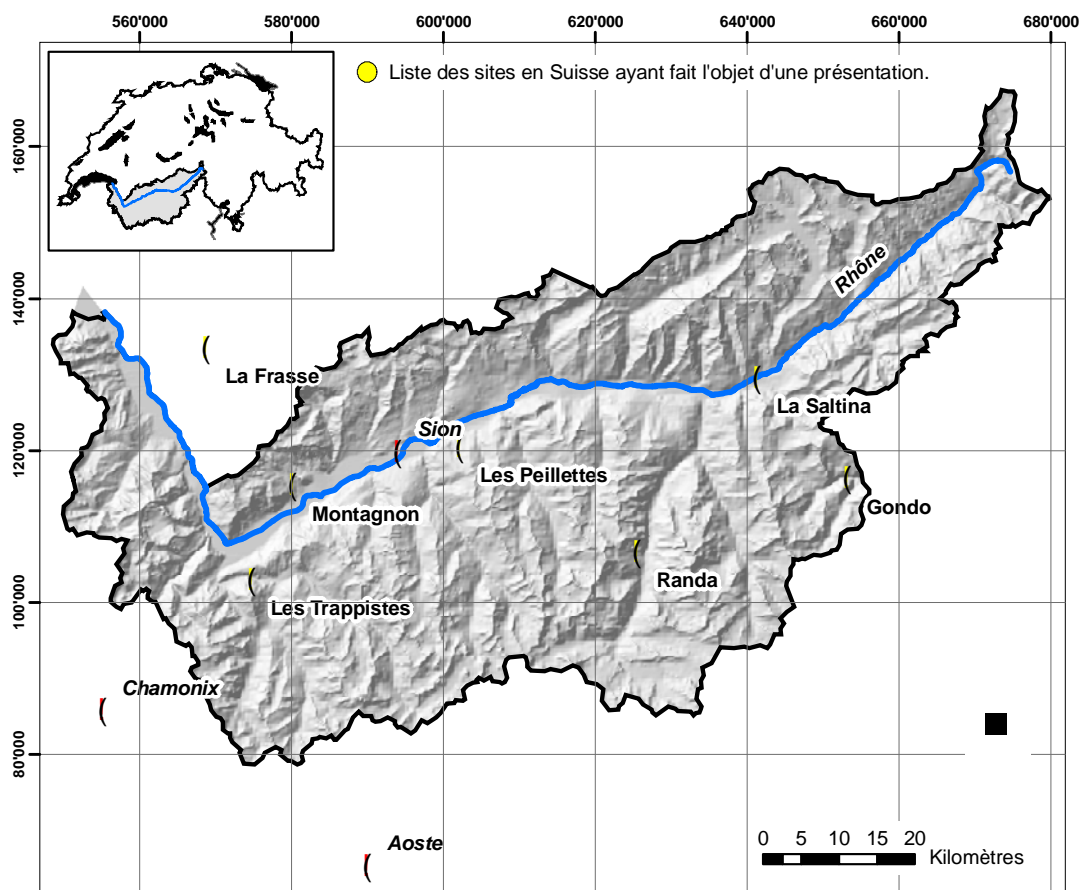 560'000 580'000 600'000 620'000 640'000 660'000 680'000
Liste des sites en Suisse ayant fait l'objet d'une présentation.
160'000
140'000
120'000
100'000
80'000
Rhône
La Frasse
La Saltina
Sion
Les Peillettes
Gondo
Montagnon
Randa
Les Trappistes
Chamonix
Aoste
0 5 10 15 20
Kilomètres